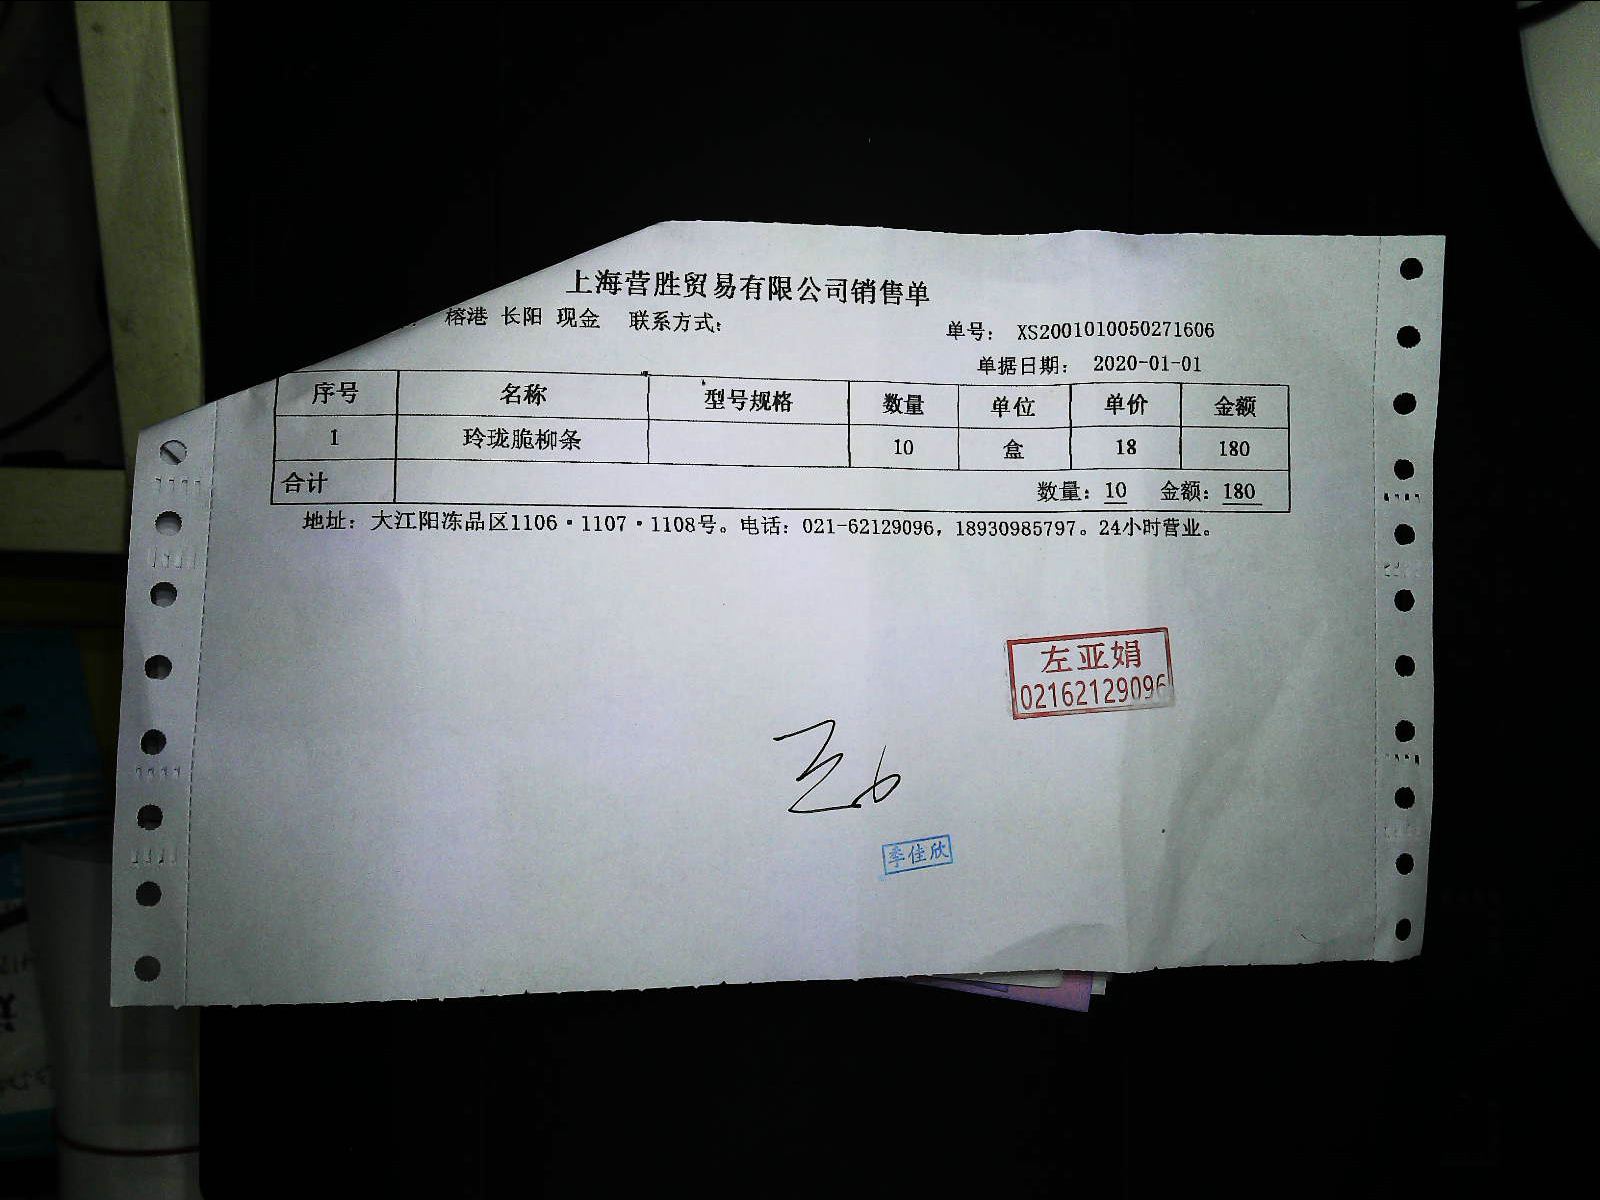 上海营胜贸易有限公司销售单
榕港 长阳 现金 联系方式: 单号: XS2001010050271606
单据日期: 2020-01-01
序号 名称 型号规格 数量 单位 单价 金额
1 玲珑脆柳条 10 盒 18 180
合计 数量: 10 金额: 180
地址: 大江阳冻品区1106·1107·1108号。电话: 021-62129096, 18930985797。24小时营业。
左亚娟
02162129096
李佳欣